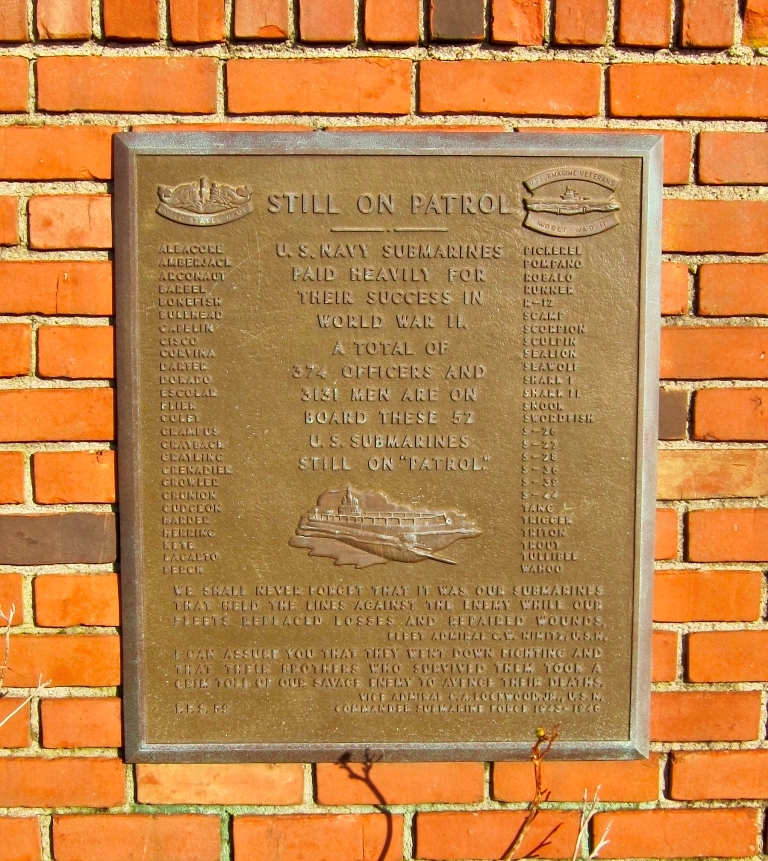 STILL ON PATROL
SUBMARINE VETERANS
WORLD WAR II
ALBACORE
AMBERJACK
ARGONAUT
BARBEL
BONEFISH
BULLHEAD
CAPELIN
CISCO
CORVINA
DARTER
DORADO
ESCOLAR
FLIER
GOLET
GRAMPUS
GRAYBACK
GRAYLING
GRENADIER
GROWLER
GRUNION
GUDGEON
HARDER
HERRING
KETE
LAGARTO
PERCH
U.S. NAVY SUBMARINES
PAID HEAVILY FOR
THEIR SUCCESS IN
WORLD WAR II.
A TOTAL OF
374 OFFICERS AND
3131 MEN ARE ON
BOARD THESE 52
U.S. SUBMARINES
STILL ON "PATROL."
PICKEREL
POMPANO
ROBALO
RUNNER
R-12
SCAMP
SCORPION
SCULPIN
SEALION
SEAWOLF
SHARK I
SHARK II
SNOOK
SWORDFISH
S-26
S-27
S-28
S-36
S-39
S-44
TANG
TRIGGER
TRITON
TROUT
TULLIBEE
WAHOO
WE SHALL NEVER FORGET THAT IT WAS OUR SUBMARINES
THAT HELD THE LINES AGAINST THE ENEMY WHILE OUR
FLEETS REPLACED LOSSES AND REPAIRED WOUNDS.
FLEET ADMIRAL C.W. NIMITZ, U.S.N.
I CAN ASSURE YOU THAT THEY WENT DOWN FIGHTING AND
THAT THEIR BROTHERS WHO SURVIVED THEM TOOK A
GRIM TOLL OF OUR SAVAGE ENEMY TO AVENGE THEIR DEATHS.
VICE ADMIRAL C.A. LOCKWOOD, JR., U.S.N.
COMMANDER SUBMARINE FORCE 1943-1946